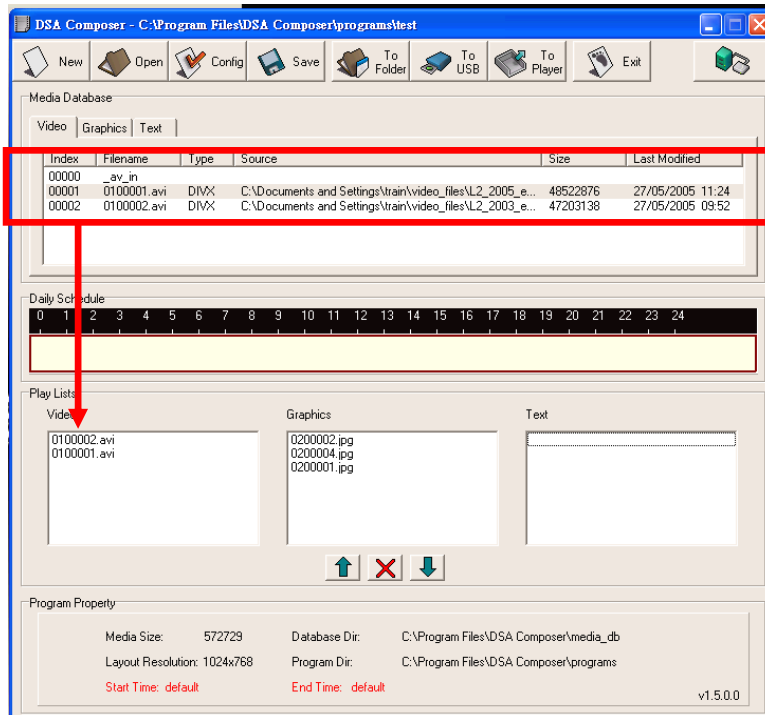 DSA Composer - C:\Program Files\DSA Composer\programs\test
New Open Config Save To Folder To USB To Player Exit
Media Database
Video Graphics Text
Index Filename Type Source Size Last Modified
00000 _av_in
00001 0100001.avi DIVX C:\Documents and Settings\train\video_files\L2_2005_e... 48522876 27/05/2005 11:24
00002 0100002.avi DIVX C:\Documents and Settings\train\video_files\L2_2003_e... 47203138 27/05/2005 09:52
Daily Schedule
0 1 2 3 4 5 6 7 8 9 10 11 12 13 14 15 16 17 18 19 20 21 22 23 24
Play Lists
Video Graphics Text
0100002.avi 0200002.jpg
0100001.avi 0200004.jpg
0200001.jpg
Program Property
Media Size: 572729 Database Dir: C:\Program Files\DSA Composer\media_db
Layout Resolution: 1024x768 Program Dir: C:\Program Files\DSA Composer\programs
Start Time: default End Time: default
v1.5.0.0